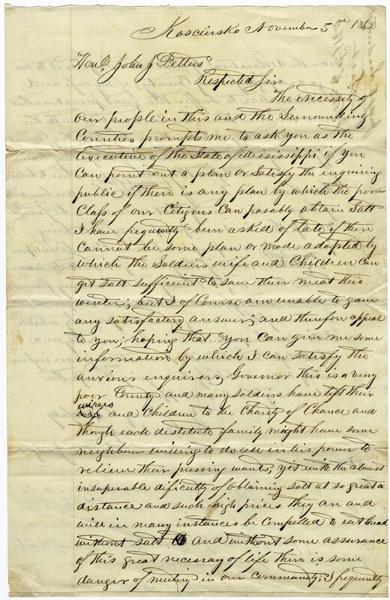 Kosciusko November 5th 1862
Hon. John J Pettus
Respected Sir
The necessity of
our people in this and the Surrounding
Counties prompts me to ask you as the
Executive of the State of Mississippi if You
Can point out a plan or Satisfy the enquiring
public if there is any plan by which the poorer
Class of our Citizens Can possibly obtain Salt
I have frequently been asked of late if there
Cannot be some plan or mode adopted by
which the Soldiers wife and Children Can
get Salt sufficient to save their meat this
winter, but I of Course am unable to gain
any satisfactory answer, and therefore appeal
to you, hoping that You Can give me some
information by which I Can Satisfy the
anxious enquirer, Governor this is a very
poor County and many Soldiers have left their
wives
and Children to the Charity of Chance and
though each distitute family might have some
neighbour willing to do all in his power to
relieve their pressing wants, yet with the almost
insuperable dificulty of obtaining salt at so great a
distance and such high prices they are and
will in many instances be Compelled to eat bread
without salt and without some assurance
of this great necessary of life there is some
danger of mutiny in our Community, I frequently